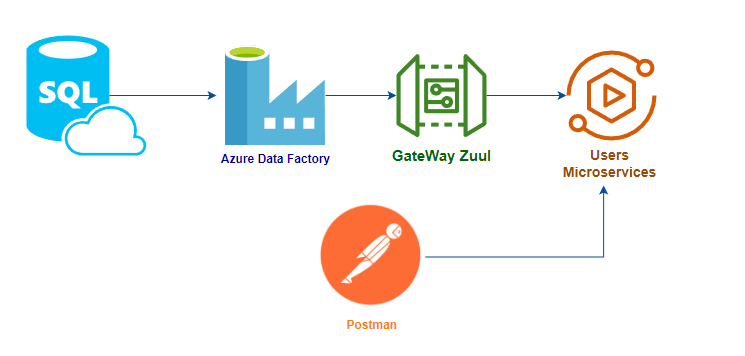 SQL
Azure Data Factory
GateWay Zuul
Users
Microservices
Postman